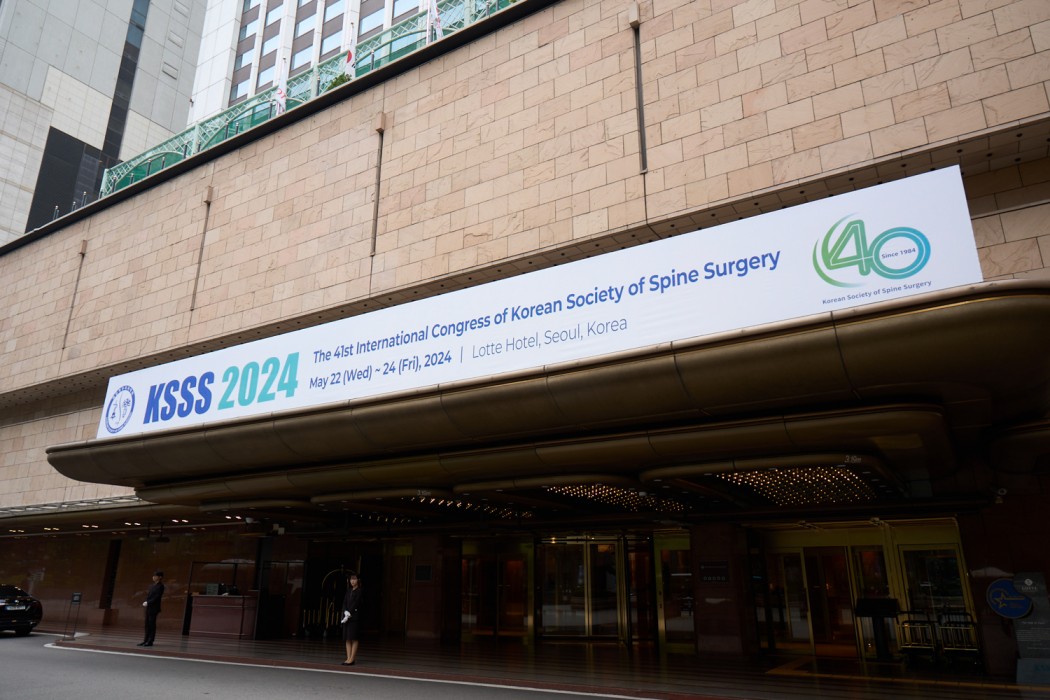 KSSS 2024
The 41st International Congress of Korean Society of Spine Surgery
May 22 (Wed) ~ 24 (Fri), 2024 | Lotte Hotel, Seoul, Korea
40
Since 1984
Korean Society of Spine Surgery